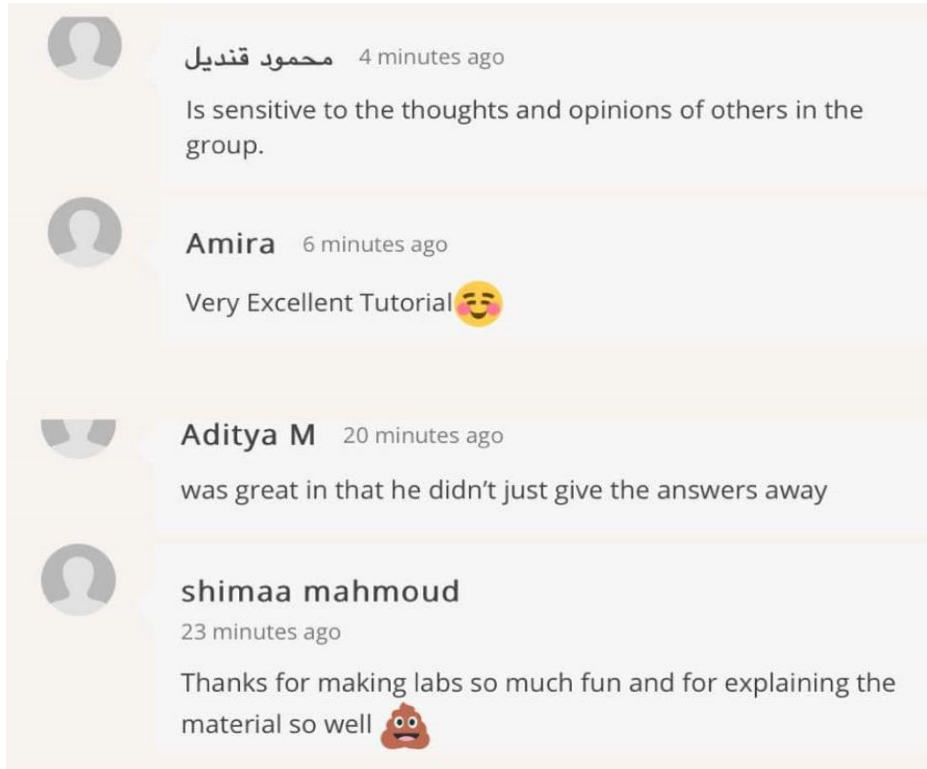 محمود قنديل 4 minutes ago
Is sensitive to the thoughts and opinions of others in the
group.
Amira 6 minutes ago
Very Excellent Tutorial☺️
Aditya M 20 minutes ago
was great in that he didn't just give the answers away
shimaa mahmoud
23 minutes ago
Thanks for making labs so much fun and for explaining the
material so well 💩